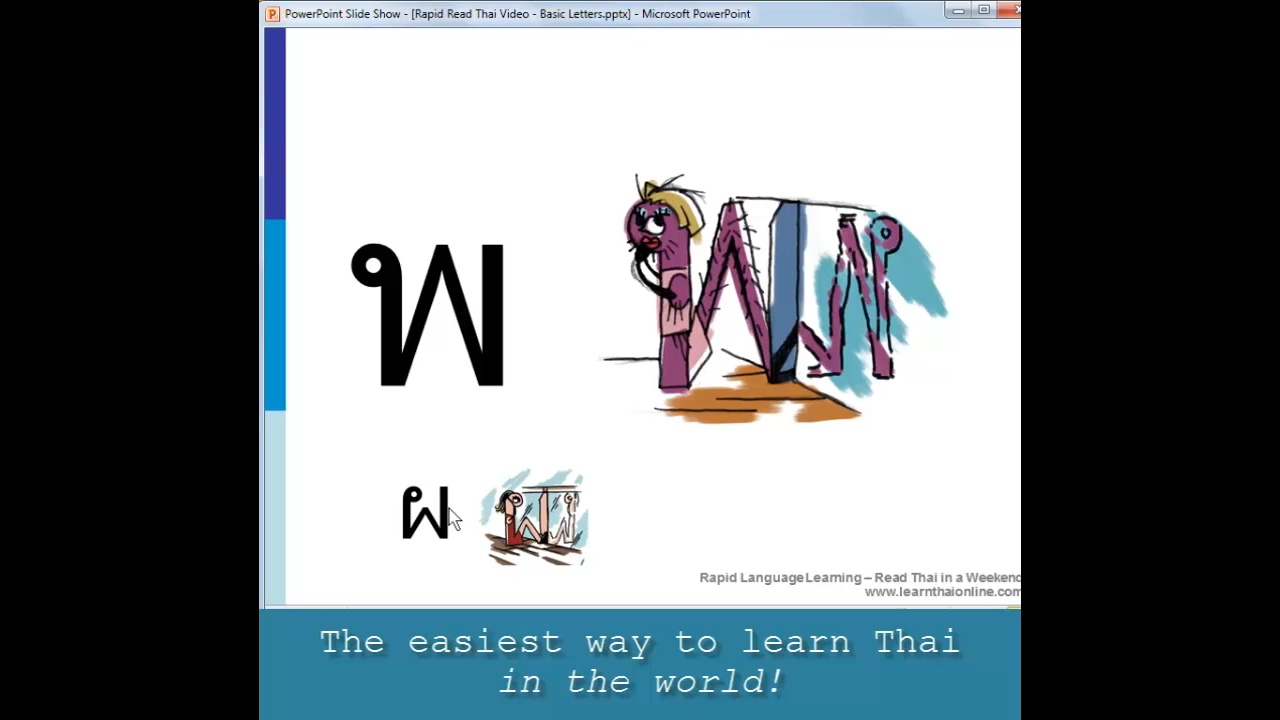 PowerPoint Slide Show - [Rapid Read Thai Video - Basic Letters.pptx] - Microsoft PowerPoint
พ
ผ
Rapid Language Learning – Read Thai in a Weekend
www.learnthaionline.com
The easiest way to learn Thai
in the world!